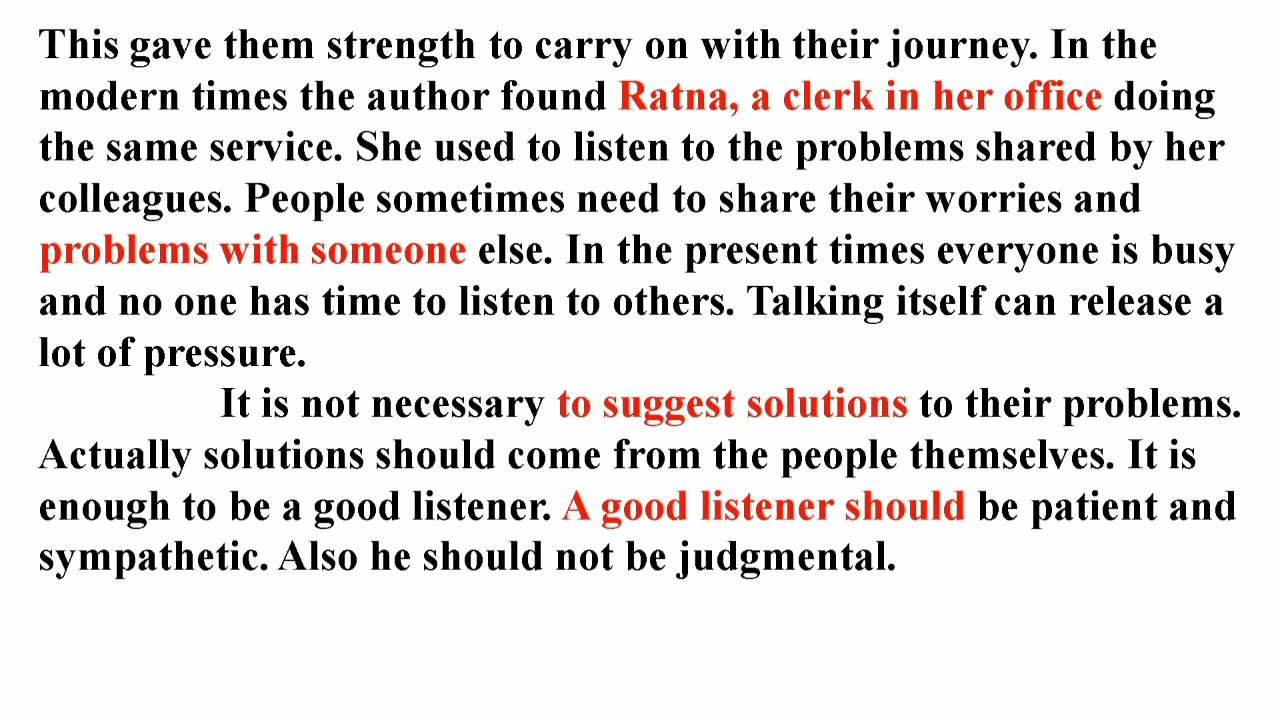 This gave them strength to carry on with their journey. In the
modern times the author found Ratna, a clerk in her office doing
the same service. She used to listen to the problems shared by her
colleagues. People sometimes need to share their worries and
problems with someone else. In the present times everyone is busy
and no one has time to listen to others. Talking itself can release a
lot of pressure.
It is not necessary to suggest solutions to their problems.
Actually solutions should come from the people themselves. It is
enough to be a good listener. A good listener should be patient and
sympathetic. Also he should not be judgmental.